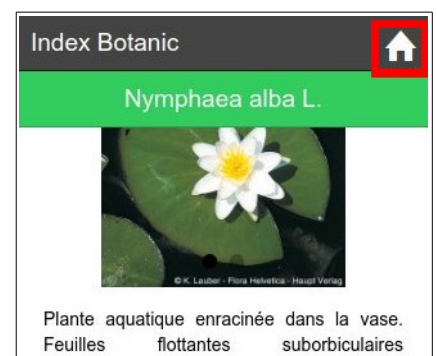 Index Botanic
Nymphaea alba L.
© K. Lauber - Flora Helvetica - Haupt Verlag
Plante aquatique enracinée dans la vase.
Feuilles flottantes suborbiculaires